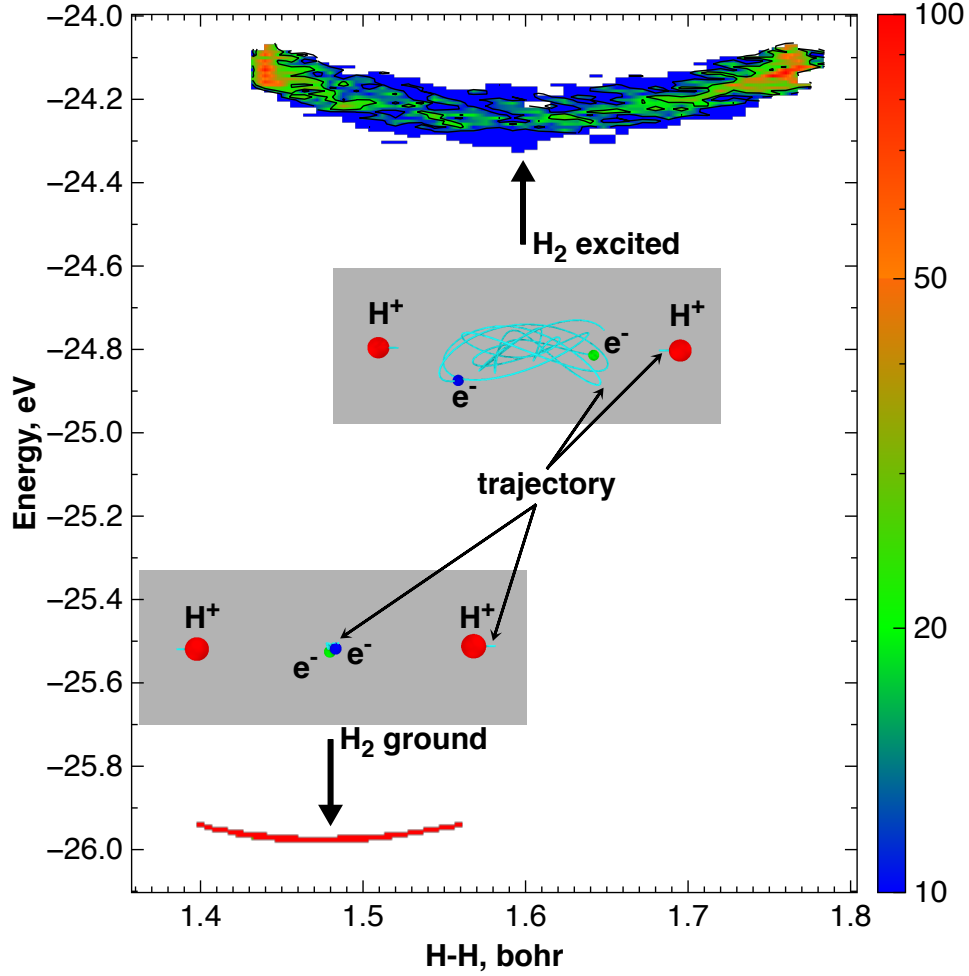 −24.0
−24.2
−24.4
−24.6
−24.8
−25.0
−25.2
−25.4
−25.6
−25.8
−26.0
Energy, eV
H₂ excited
H⁺
H⁺
e⁻
e⁻
trajectory
H⁺
H⁺
e⁻
e⁻
H₂ ground
1.4 1.5 1.6 1.7 1.8
H-H, bohr
100
50
20
10